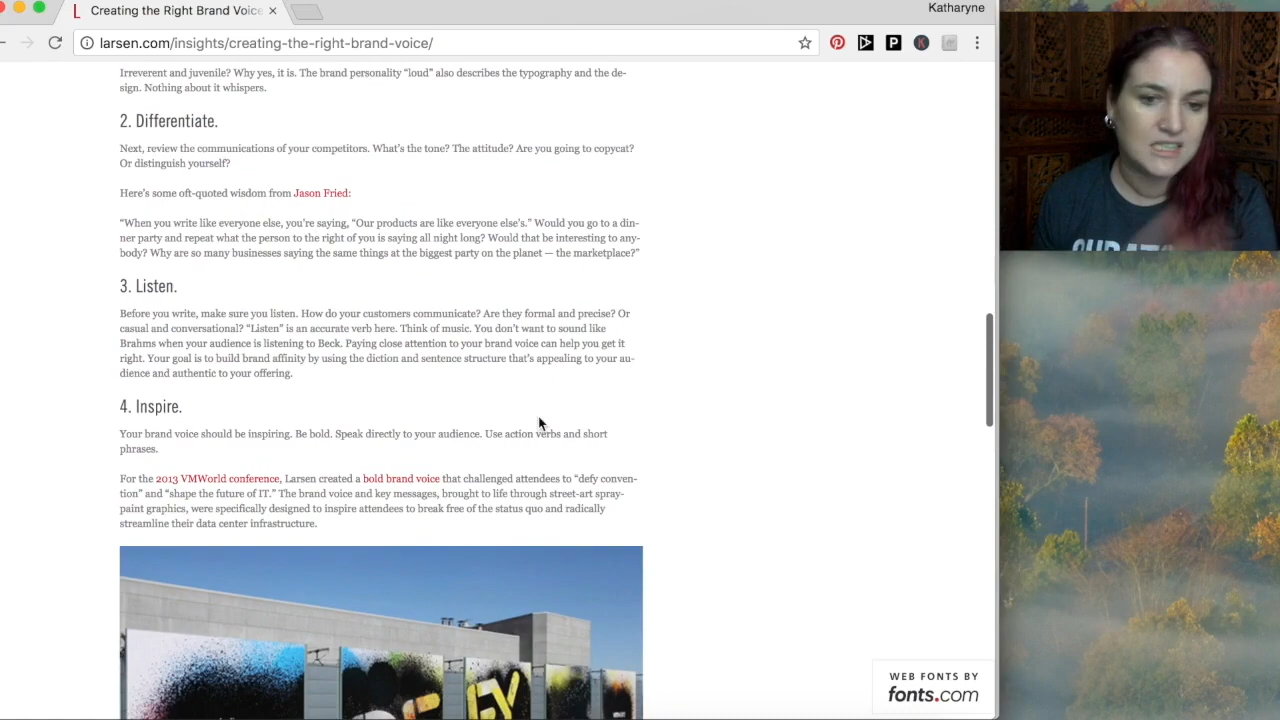 Creating the Right Brand Voice
Katharyne
larsen.com/insights/creating-the-right-brand-voice/
Irreverent and juvenile? Why yes, it is. The brand personality “loud” also describes the typography and the de-
sign. Nothing about it whispers.
2. Differentiate.
Next, review the communications of your competitors. What's the tone? The attitude? Are you going to copycat?
Or distinguish yourself?
Here's some oft-quoted wisdom from Jason Fried:
“When you write like everyone else, you're saying, “Our products are like everyone else's.” Would you go to a din-
ner party and repeat what the person to the right of you is saying all night long? Would that be interesting to any-
body? Why are so many businesses saying the same things at the biggest party on the planet — the marketplace?”
3. Listen.
Before you write, make sure you listen. How do your customers communicate? Are they formal and precise? Or
casual and conversational? “Listen” is an accurate verb here. Think of music. You don't want to sound like
Brahms when your audience is listening to Beck. Paying close attention to your brand voice can help you get it
right. Your goal is to build brand affinity by using the diction and sentence structure that's appealing to your au-
dience and authentic to your offering.
4. Inspire.
Your brand voice should be inspiring. Be bold. Speak directly to your audience. Use action verbs and short
phrases.
For the 2013 VMWorld conference, Larsen created a bold brand voice that challenged attendees to “defy conven-
tion” and “shape the future of IT.” The brand voice and key messages, brought to life through street-art spray-
paint graphics, were specifically designed to inspire attendees to break free of the status quo and radically
streamline their data center infrastructure.
WEB FONTS BY
fonts.com